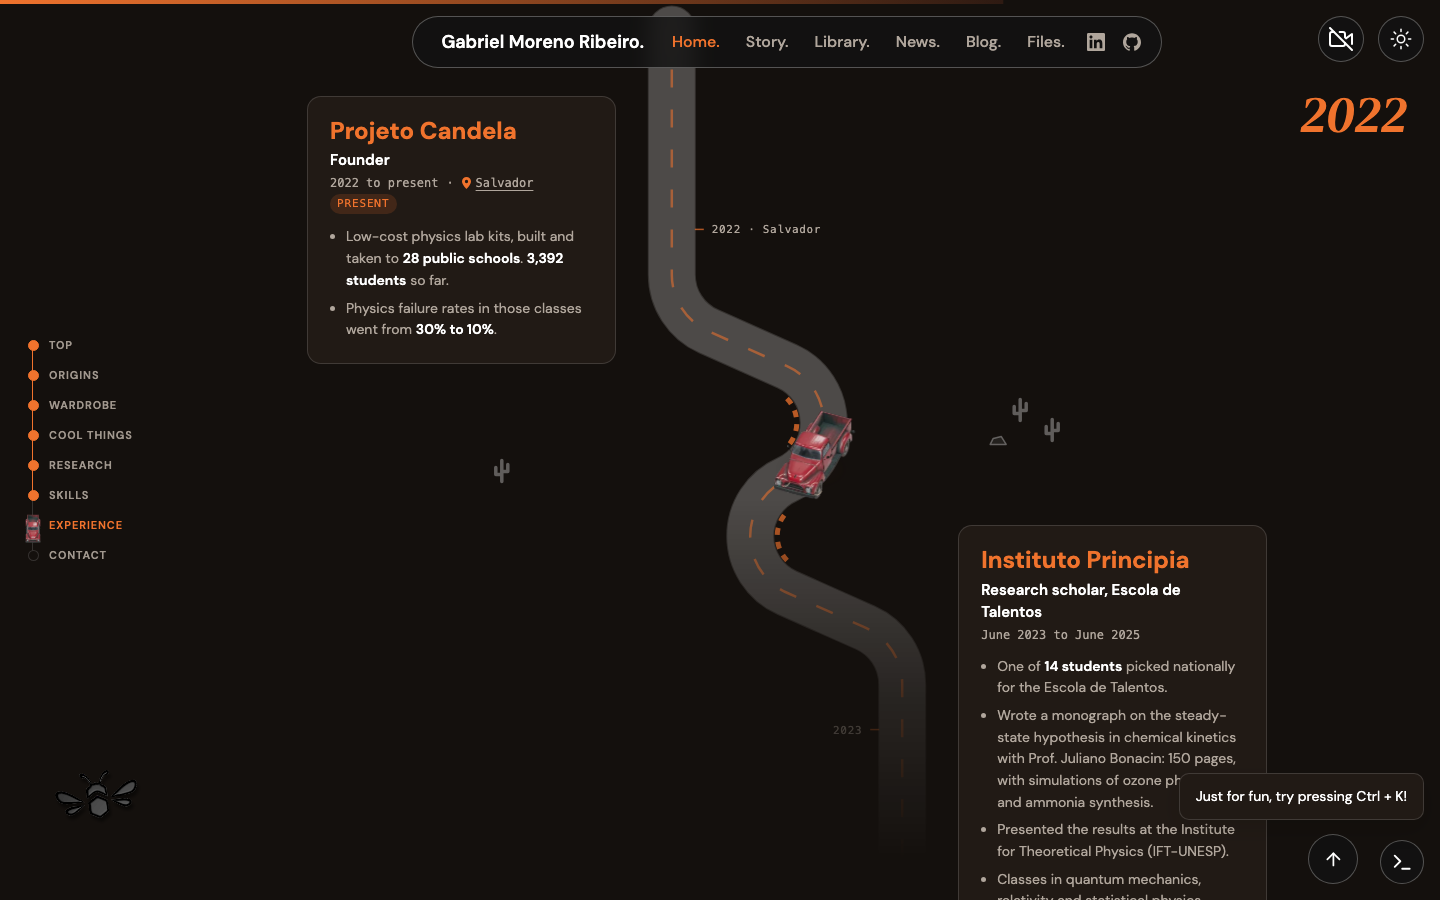 Gabriel Moreno Ribeiro.
Home.
Story.
Library.
News.
Blog.
Files.
2022
Projeto Candela
Founder
2022 to present · Salvador
PRESENT
• Low-cost physics lab kits, built and
taken to 28 public schools. 3,392
students so far.
• Physics failure rates in those classes
went from 30% to 10%.
2022 · Salvador
TOP
ORIGINS
WARDROBE
COOL THINGS
RESEARCH
SKILLS
EXPERIENCE
CONTACT
Instituto Principia
Research scholar, Escola de
Talentos
June 2023 to June 2025
• One of 14 students picked nationally
for the Escola de Talentos.
• Wrote a monograph on the steady-
state hypothesis in chemical kinetics
with Prof. Juliano Bonacin: 150 pages,
with simulations of ozone
and ammonia synthesis.
• Presented the results at the Institute
for Theoretical Physics (IFT-UNESP).
• Classes in quantum mechanics,
relativity and statistical physics
2023
Just for fun, try pressing Ctrl + K!